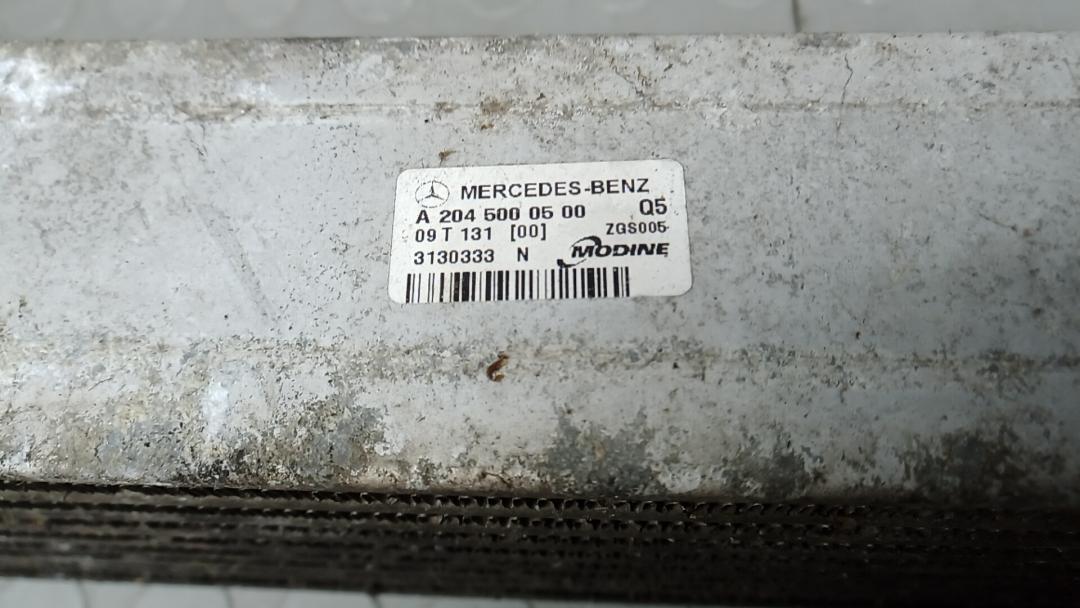 MERCEDES-BENZ
A 204 500 05 00 Q5
09 T 131 [00] ZGS005
3130333 N MODINE